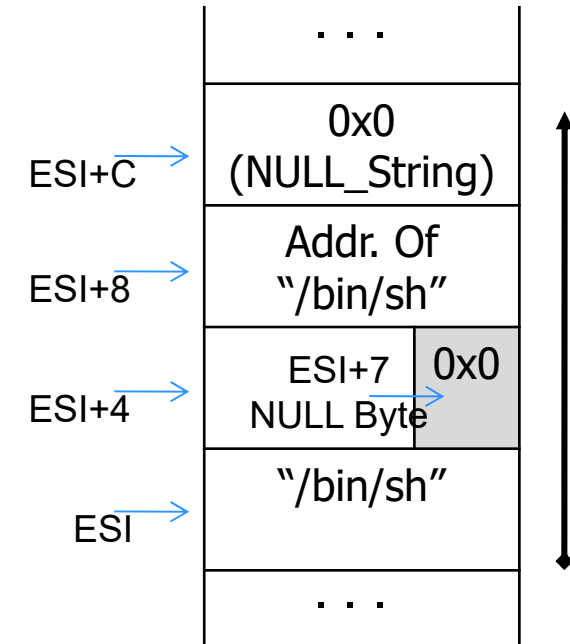 . . .
ESI+C
0x0
(NULL_String)
ESI+8
Addr. Of
“/bin/sh”
ESI+4
ESI+7
NULL Byte
0x0
ESI
“/bin/sh”
. . .